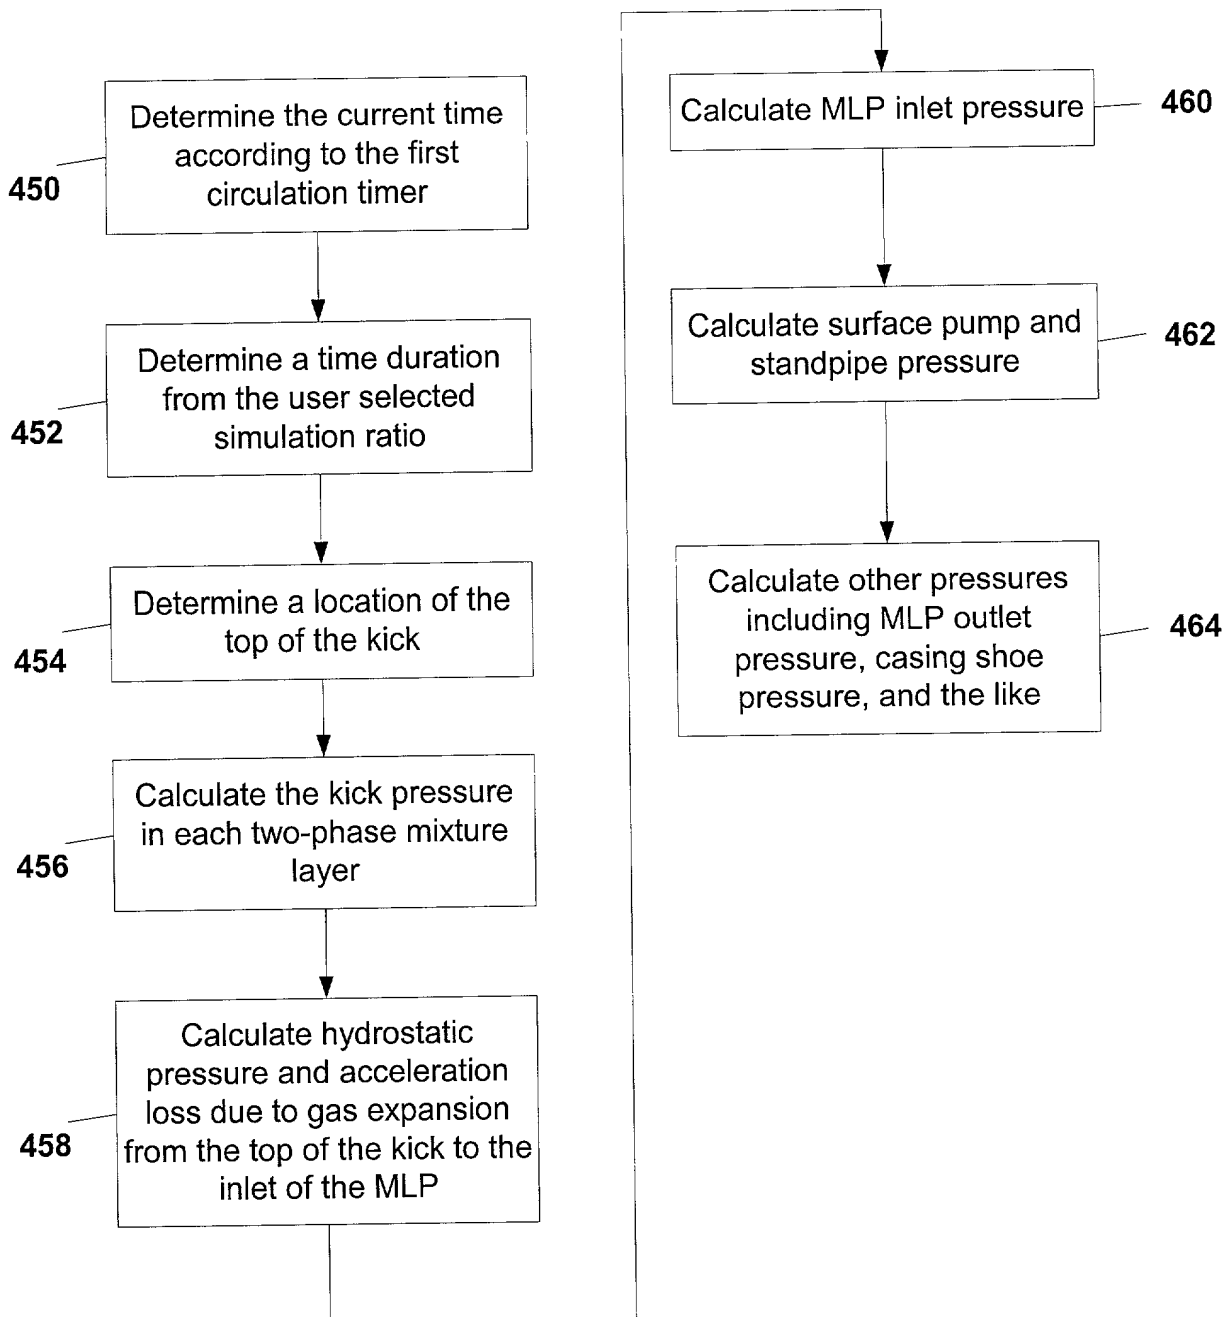 Determine the current time
according to the first
circulation timer
450
Determine a time duration
from the user selected
simulation ratio
452
Determine a location of the
top of the kick
454
Calculate the kick pressure
in each two-phase mixture
layer
456
Calculate hydrostatic
pressure and acceleration
loss due to gas expansion
from the top of the kick to the
inlet of the MLP
458
Calculate MLP inlet pressure
460
Calculate surface pump and
standpipe pressure
462
Calculate other pressures
including MLP outlet
pressure, casing shoe
pressure, and the like
464